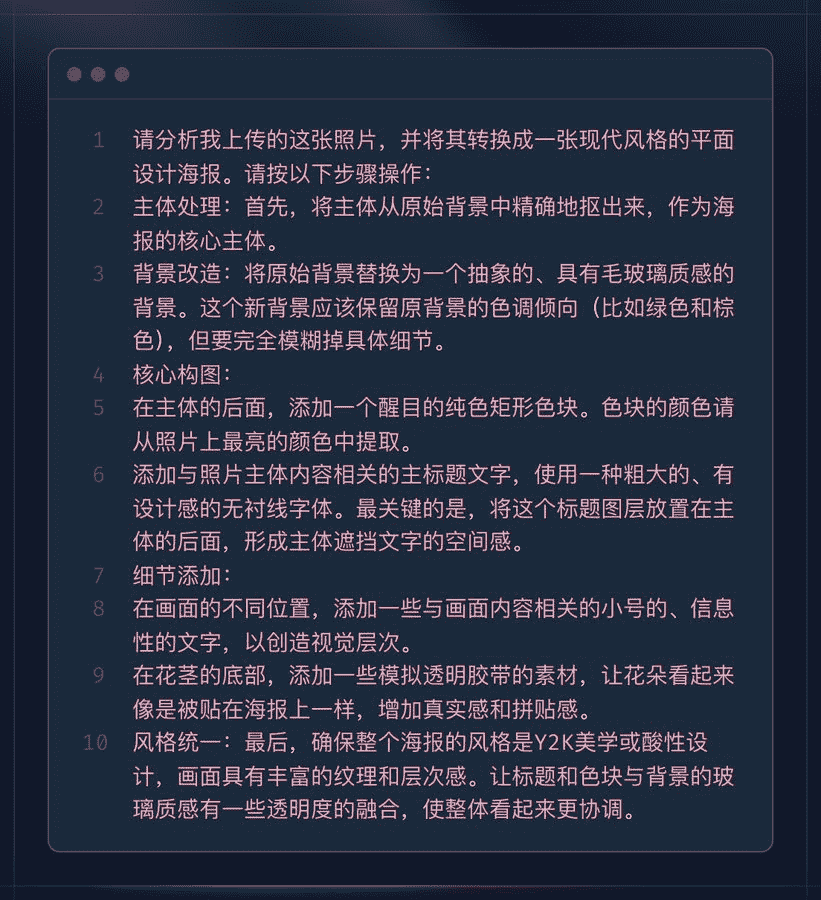 1 请分析我上传的这张照片，并将其转换成一张现代风格的平面
设计海报。请按以下步骤操作：
2 主体处理：首先，将主体从原始背景中精确地抠出来，作为海
报的核心主体。
3 背景改造：将原始背景替换为一个抽象的、具有毛玻璃质感的
背景。这个新背景应该保留原背景的色调倾向（比如绿色和棕
色），但要完全模糊掉具体细节。
4 核心构图：
5 在主体的后面，添加一个醒目的纯色矩形色块。色块的颜色请
从照片上最亮的颜色中提取。
6 添加与照片主体内容相关的主标题文字，使用一种粗大的、有
设计感的无衬线字体。最关键的是，将这个标题图层放置在主
体的后面，形成主体遮挡文字的空间感。
7 细节添加：
8 在画面的不同位置，添加一些与画面内容相关的小号的、信息
性的文字，以创造视觉层次。
9 在花茎的底部，添加一些模拟透明胶带的素材，让花朵看起来
像是被贴在海报上一样，增加真实感和拼贴感。
10 风格统一：最后，确保整个海报的风格是Y2K美学或酸性设
计，画面具有丰富的纹理和层次感。让标题和色块与背景的玻
璃质感有一些透明度的融合，使整体看起来更协调。